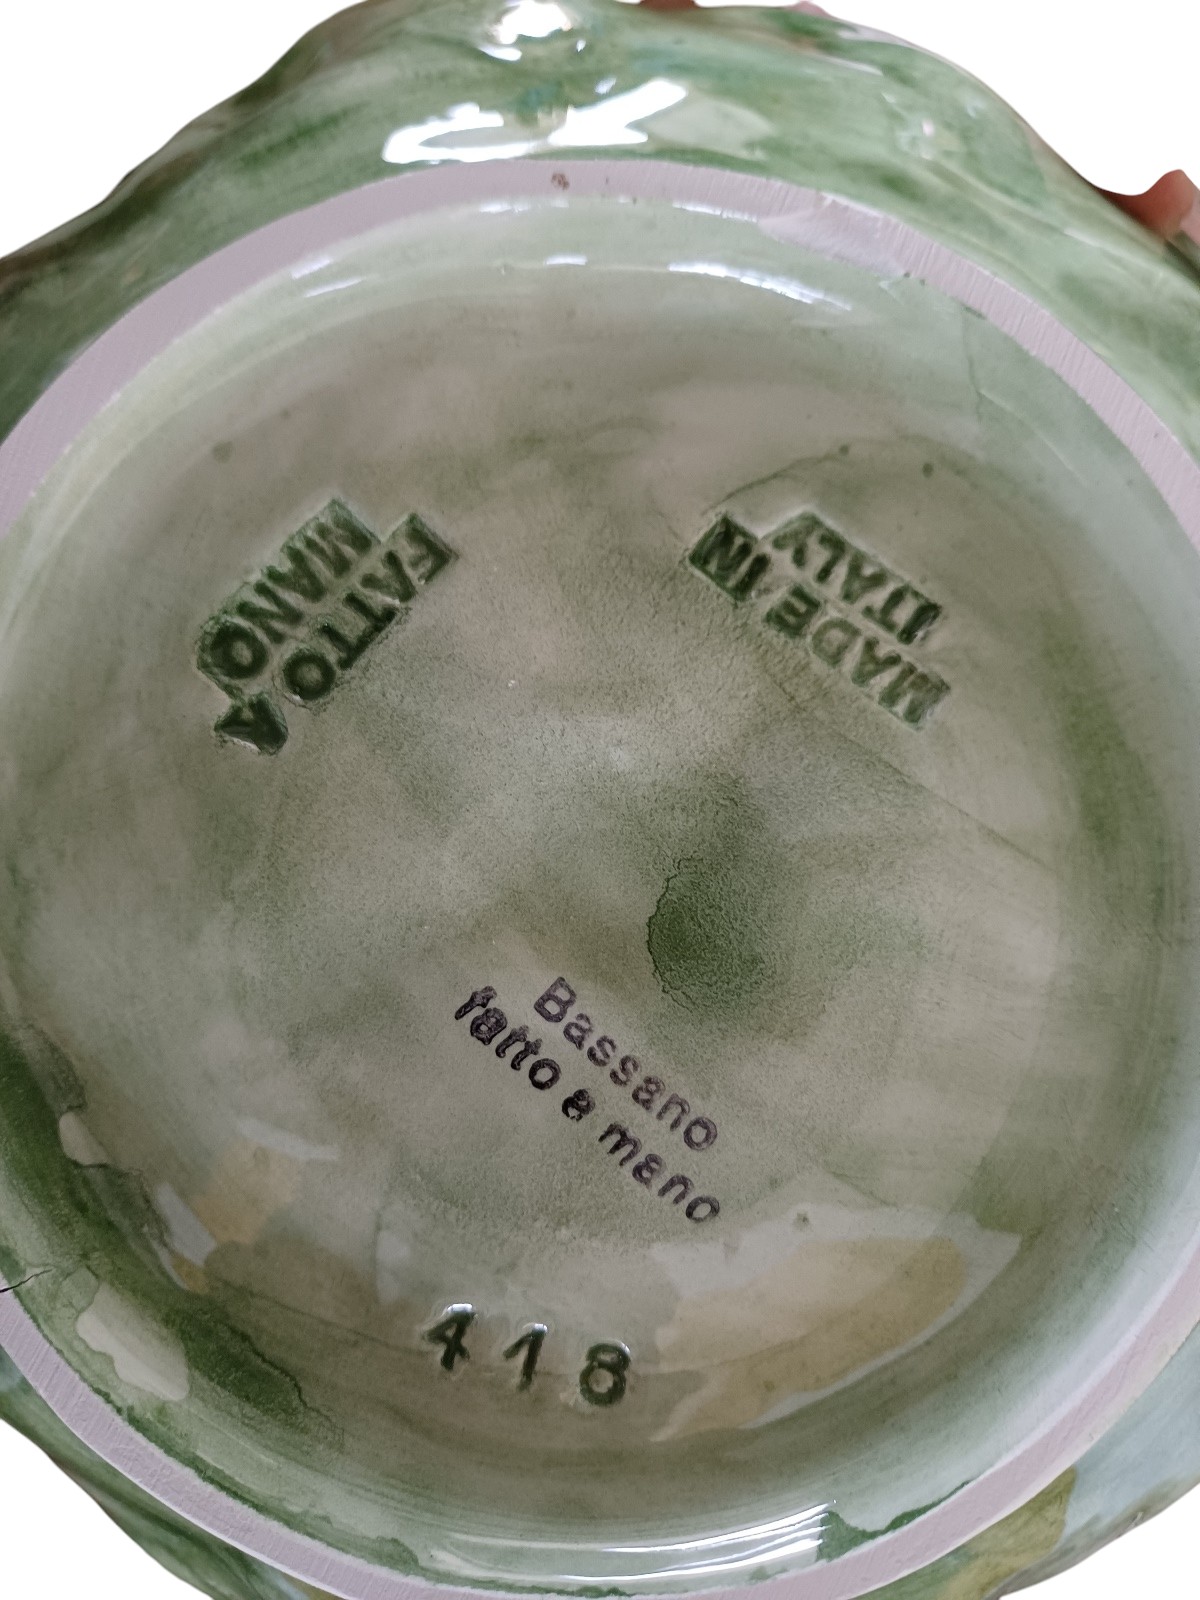 FATTO A
MANO
MADE IN
ITALY
Bassano
fatto a mano
418